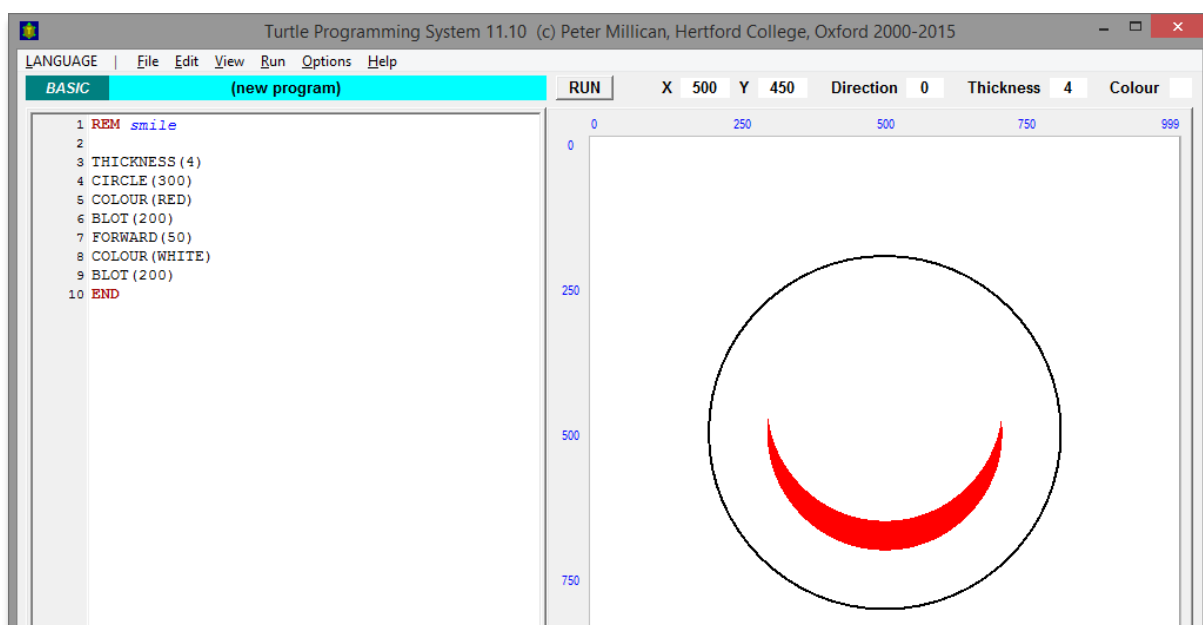 Turtle Programming System 11.10 (c) Peter Millican, Hertford College, Oxford 2000-2015
LANGUAGE | File Edit View Run Options Help
BASIC (new program) RUN X 500 Y 450 Direction 0 Thickness 4 Colour
1 REM smile
2
3 THICKNESS(4)
4 CIRCLE(300)
5 COLOUR(RED)
6 BLOT(200)
7 FORWARD(50)
8 COLOUR(WHITE)
9 BLOT(200)
10 END
0 250 500 750 999
0
250
500
750